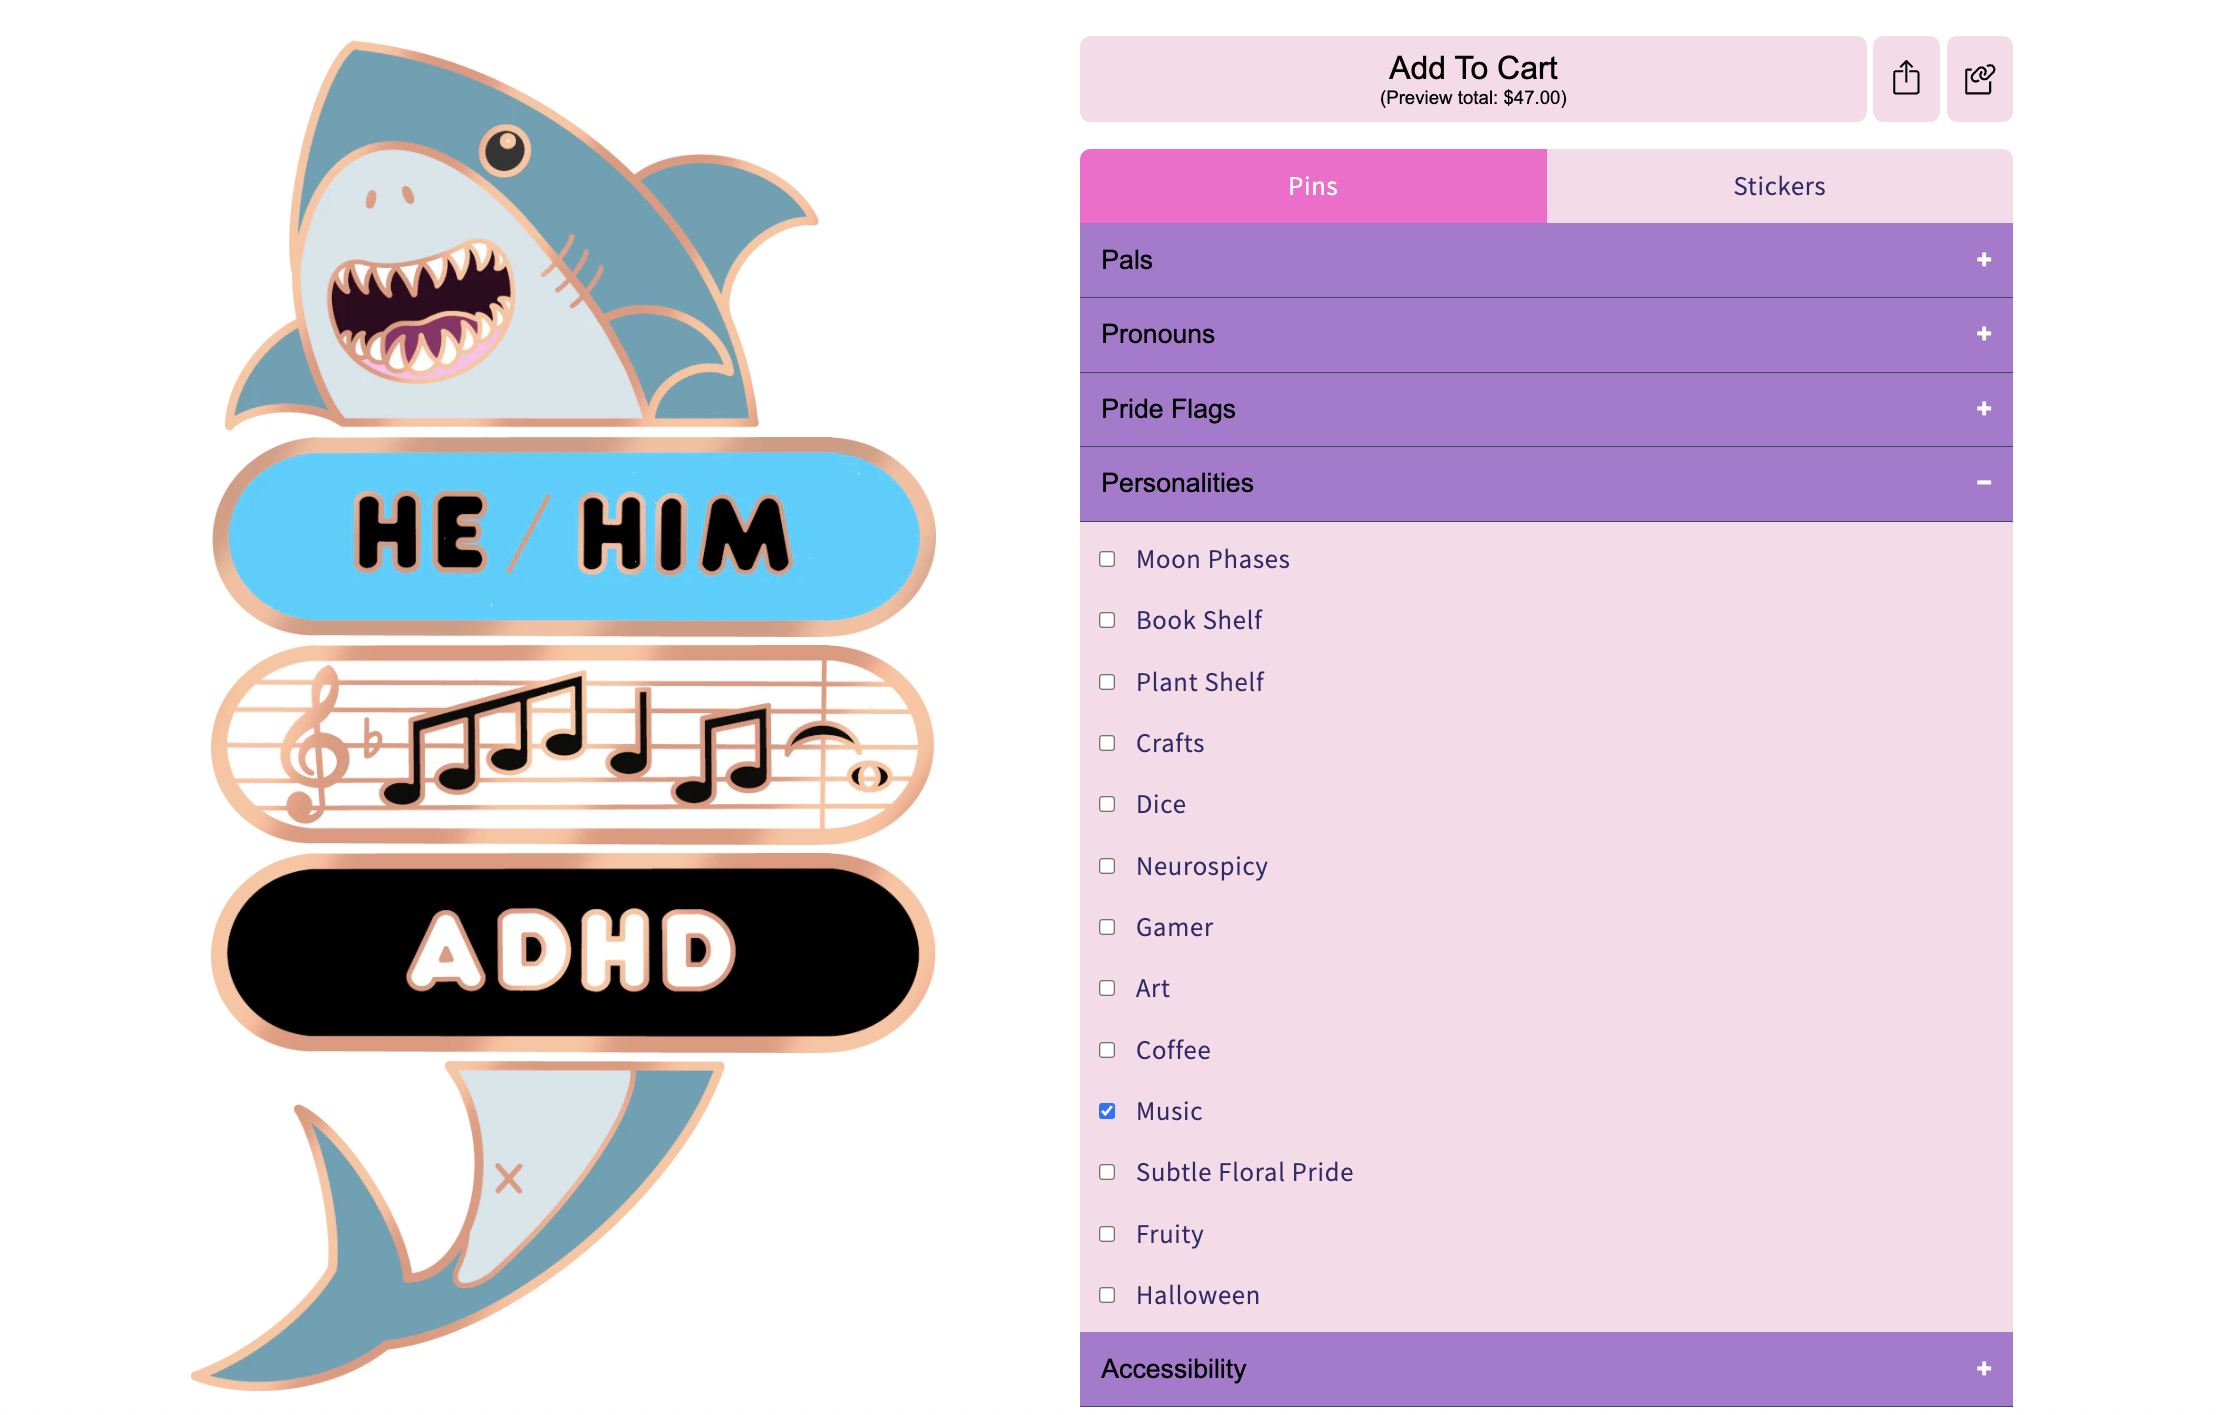 HE / HIM
ADHD
Add To Cart
(Preview total: $47.00)
Pins
Stickers
Pals
Pronouns
Pride Flags
Personalities
Moon Phases
Book Shelf
Plant Shelf
Crafts
Dice
Neurospicy
Gamer
Art
Coffee
Music
Subtle Floral Pride
Fruity
Halloween
Accessibility